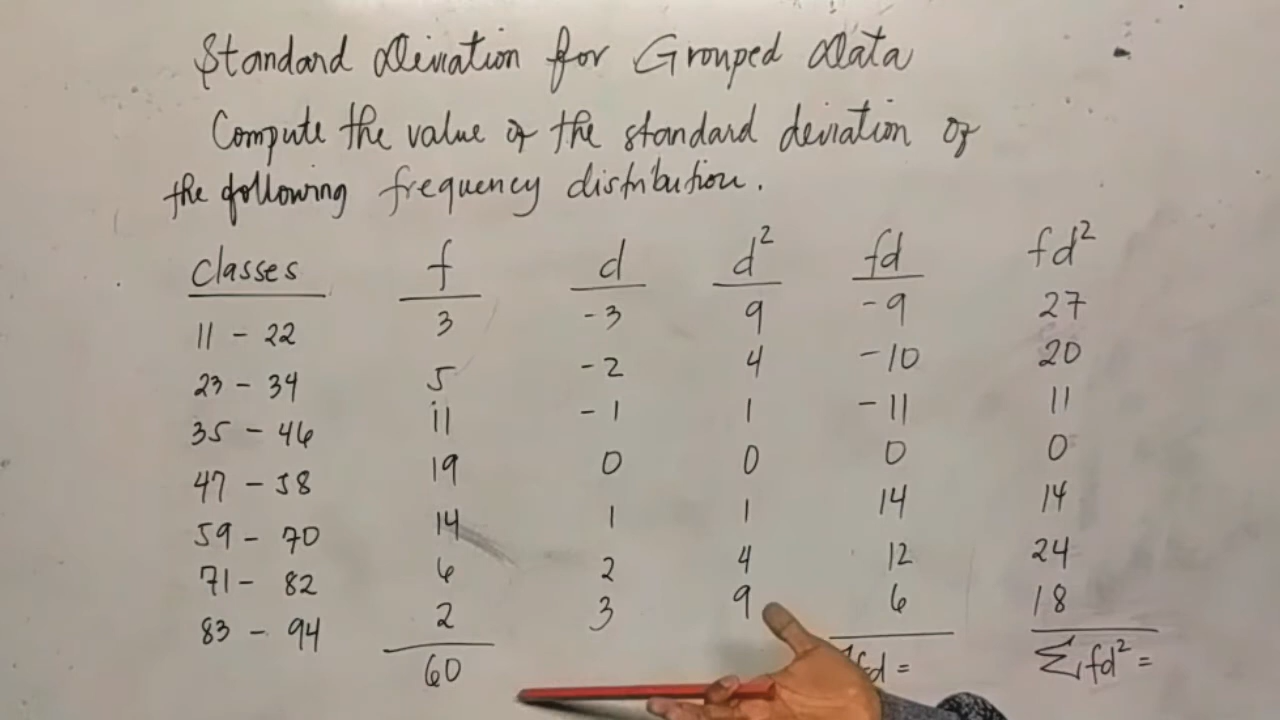 Standard Deviation for Grouped Data
Compute the value of the standard deviation of
the following frequency distribution.
classes f d d² fd fd²
11 - 22 3 -3 9 -9 27
23 - 34 5 -2 4 -10 20
35 - 46 11 -1 1 -11 11
47 - 58 19 0 0 0 0
59 - 70 14 1 1 14 14
71 - 82 6 2 4 12 24
83 - 94 2 3 9 6 18
60 Σfd = Σfd² =